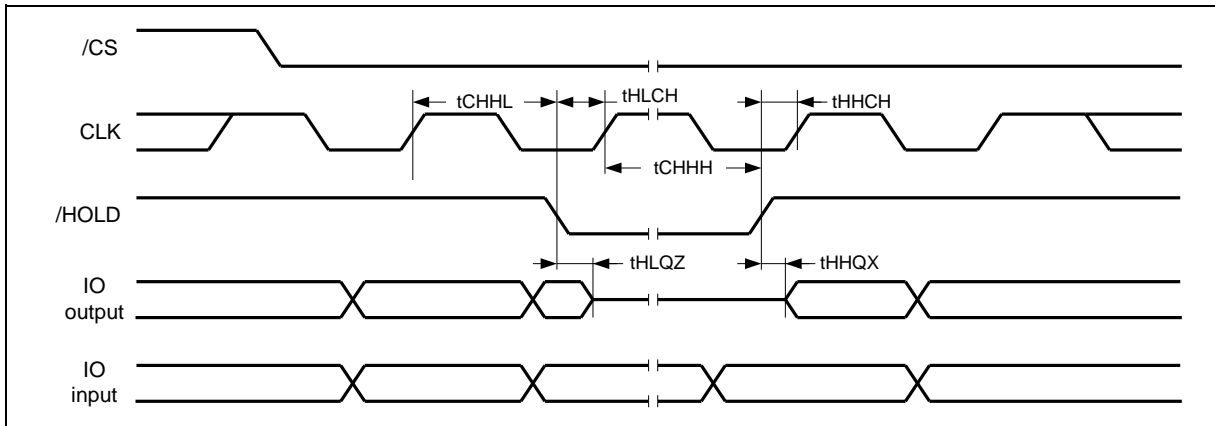 /CS
tCHHL
tHLCH
tHHCH
CLK
tCHHH
/HOLD
tHLQZ
tHHQX
IO
output
IO
input